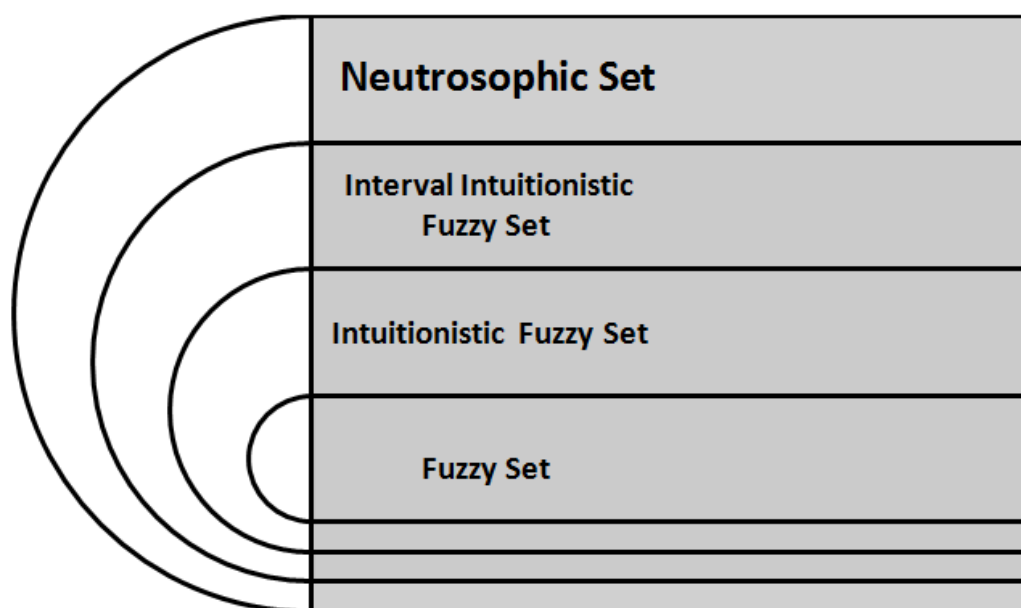 Neutrosophic Set
Interval Intuitionistic
Fuzzy Set
Intuitionistic Fuzzy Set
Fuzzy Set